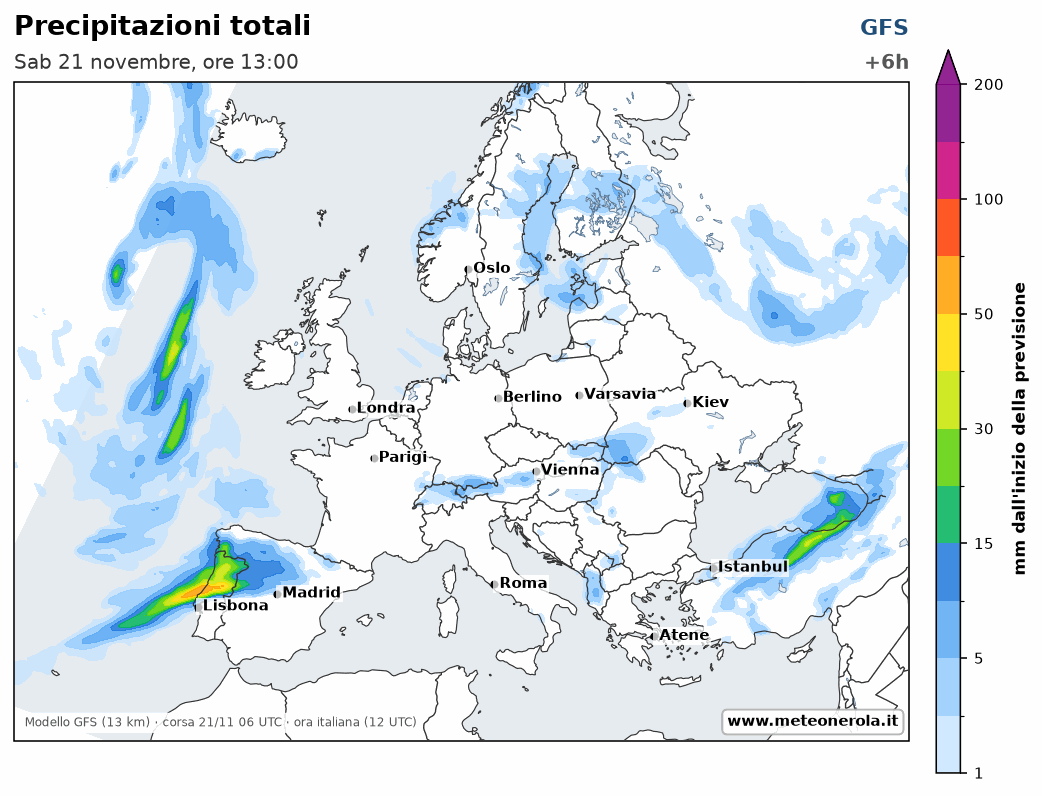 Precipitazioni totali
GFS
Sab 21 novembre, ore 13:00
+6h
200
100
50
30
15
5
1
mm dall'inizio della previsione
Oslo
Londra
Berlino
Varsavia
Kiev
Parigi
Vienna
Istanbul
Roma
Madrid
Lisbona
Atene
Modello GFS (13 km) · corsa 21/11 06 UTC · ora italiana (12 UTC)
www.meteonerola.it